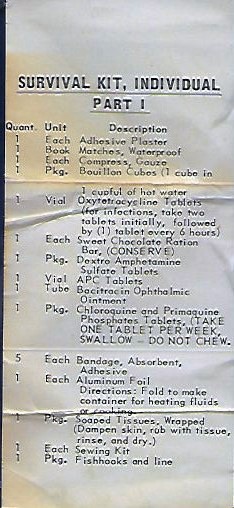 SURVIVAL KIT, INDIVIDUAL
PART I
Quant. Unit Description
1 Each Adhesive Plaster
1 Book Matches, Waterproof
1 Each Compress, Gauze
1 Pkg. Bouillon Cubes (1 cube in
1 cupful of hot water
1 Vial Oxytetracycline Tablets
(for infections, take two
tablets initially, followed
by (1) tablet every 6 hours)
1 Each Sweet Chocolate Ration
Bar, (CONSERVE)
1 Pkg. Dextro Amphetamine
Sulfate Tablets
1 Vial APC Tablets
1 Tube Bacitracin Ophthalmic
Ointment
1 Pkg. Chloroquine and Primaquine
Phosphates Tablets, (TAKE
ONE TABLET PER WEEK,
SWALLOW - DO NOT CHEW.
5 Each Bandage, Absorbent,
Adhesive
1 Each Aluminum Foil
Directions: Fold to make
container for heating fluids
or cooking.
1 Pkg. Soaped Tissues, Wrapped
(Dampen skin, rub with tissue,
rinse, and dry.)
1 Each Sewing Kit
1 Pkg. Fishhooks and line